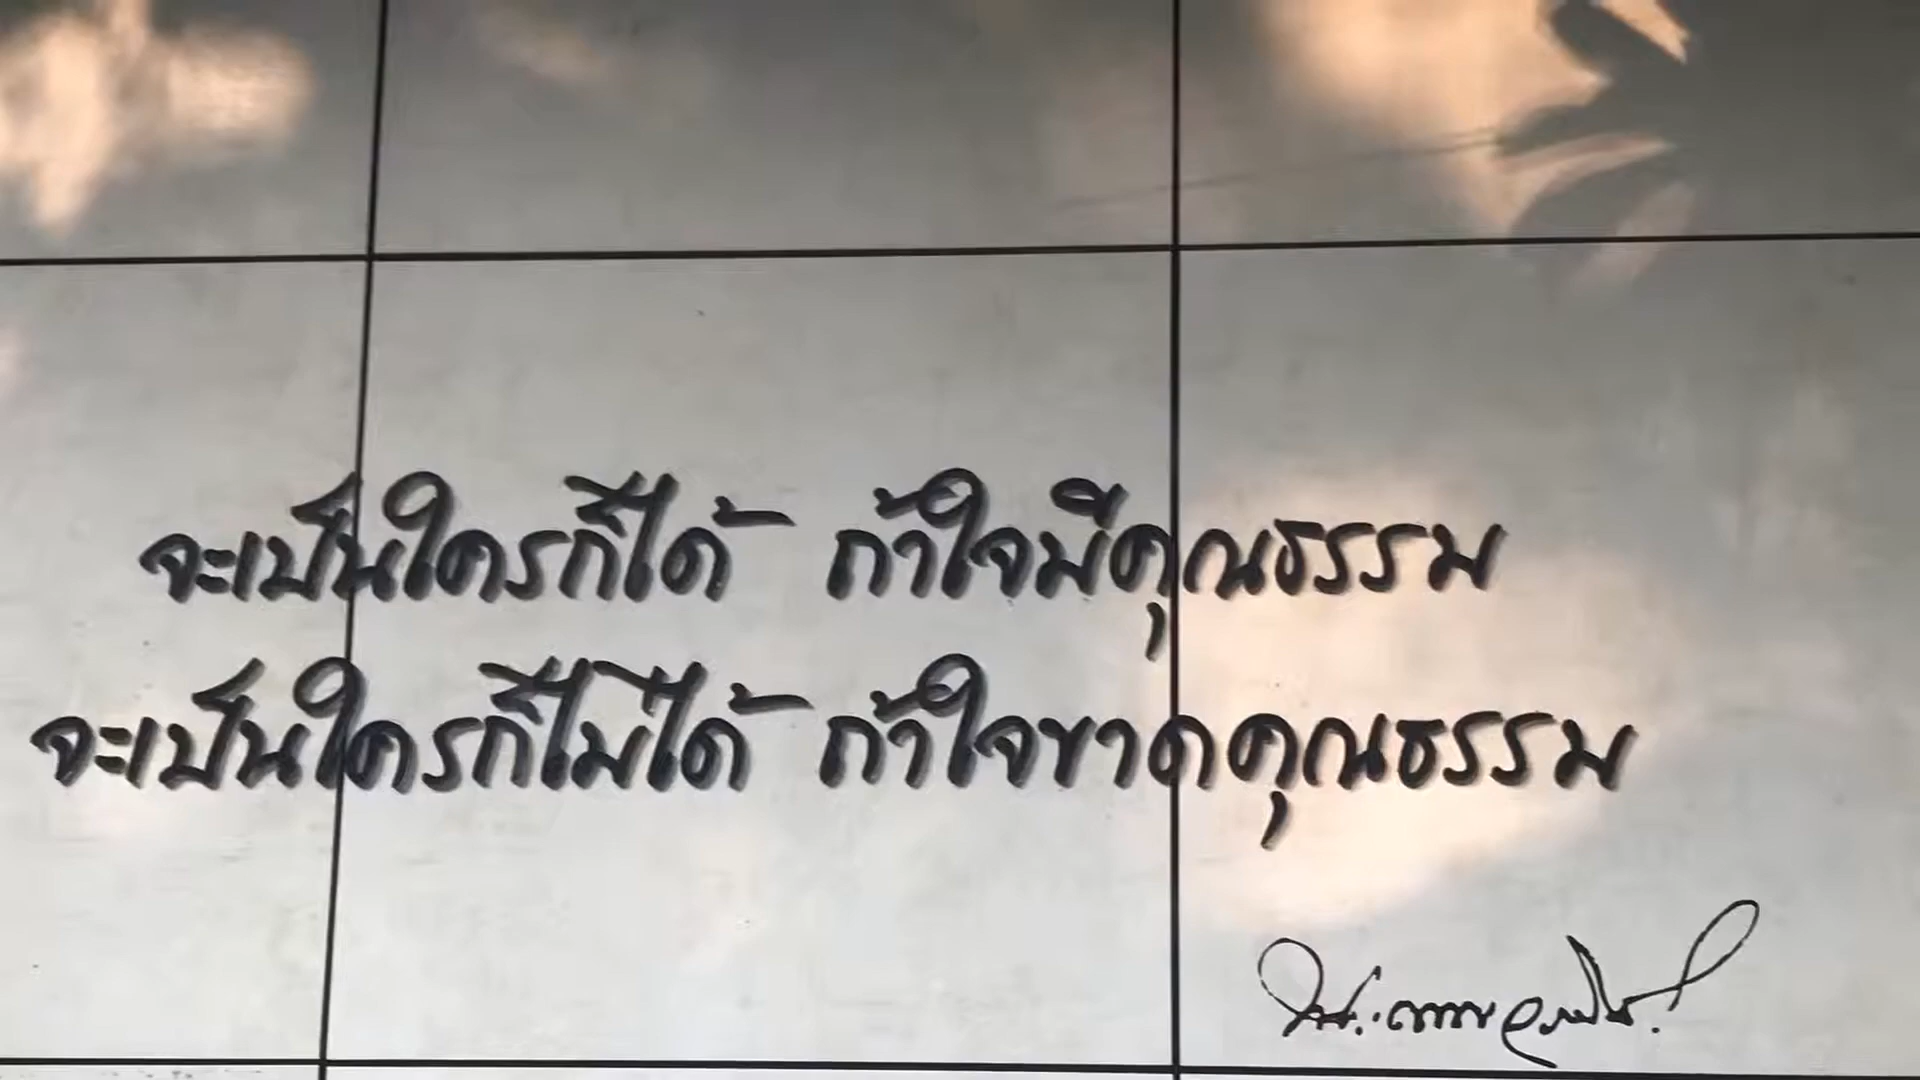 จะเป็นใครก็ได้ ถ้าใจมีคุณธรรม
จะเป็นใครก็ไม่ได้ ถ้าใจขาดคุณธรรม